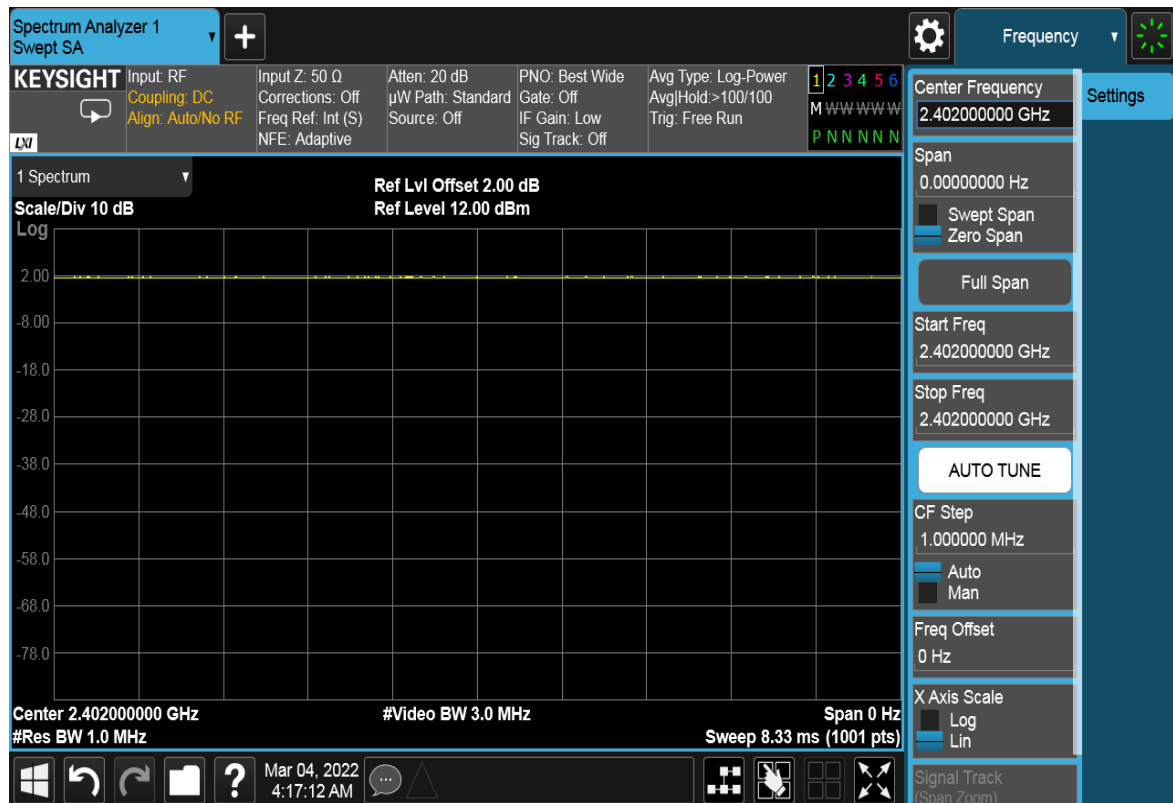 Spectrum Analyzer 1
Swept SA
+
Frequency
KEYSIGHT
LXI
Input: RF
Coupling: DC
Align: Auto/No RF
Input Z: 50 Ω
Corrections: Off
Freq Ref: Int (S)
NFE: Adaptive
Atten: 20 dB
µW Path: Standard
Source: Off
PNO: Best Wide
Gate: Off
IF Gain: Low
Sig Track: Off
Avg Type: Log-Power
Avg|Hold:>100/100
Trig: Free Run
1 2 3 4 5 6
M W W W W W
P N N N N N
1 Spectrum
Scale/Div 10 dB
Log
Ref Lvl Offset 2.00 dB
Ref Level 12.00 dBm
2.00
-8.00
-18.0
-28.0
-38.0
-48.0
-58.0
-68.0
-78.0
Center 2.402000000 GHz
#Res BW 1.0 MHz
#Video BW 3.0 MHz
Span 0 Hz
Sweep 8.33 ms (1001 pts)
?
Mar 04, 2022
4:17:12 AM
Center Frequency
2.402000000 GHz
Settings
Span
0.00000000 Hz
Swept Span
Zero Span
Full Span
Start Freq
2.402000000 GHz
Stop Freq
2.402000000 GHz
AUTO TUNE
CF Step
1.000000 MHz
Auto
Man
Freq Offset
0 Hz
X Axis Scale
Log
Lin
Signal Track
(Span Zoom)